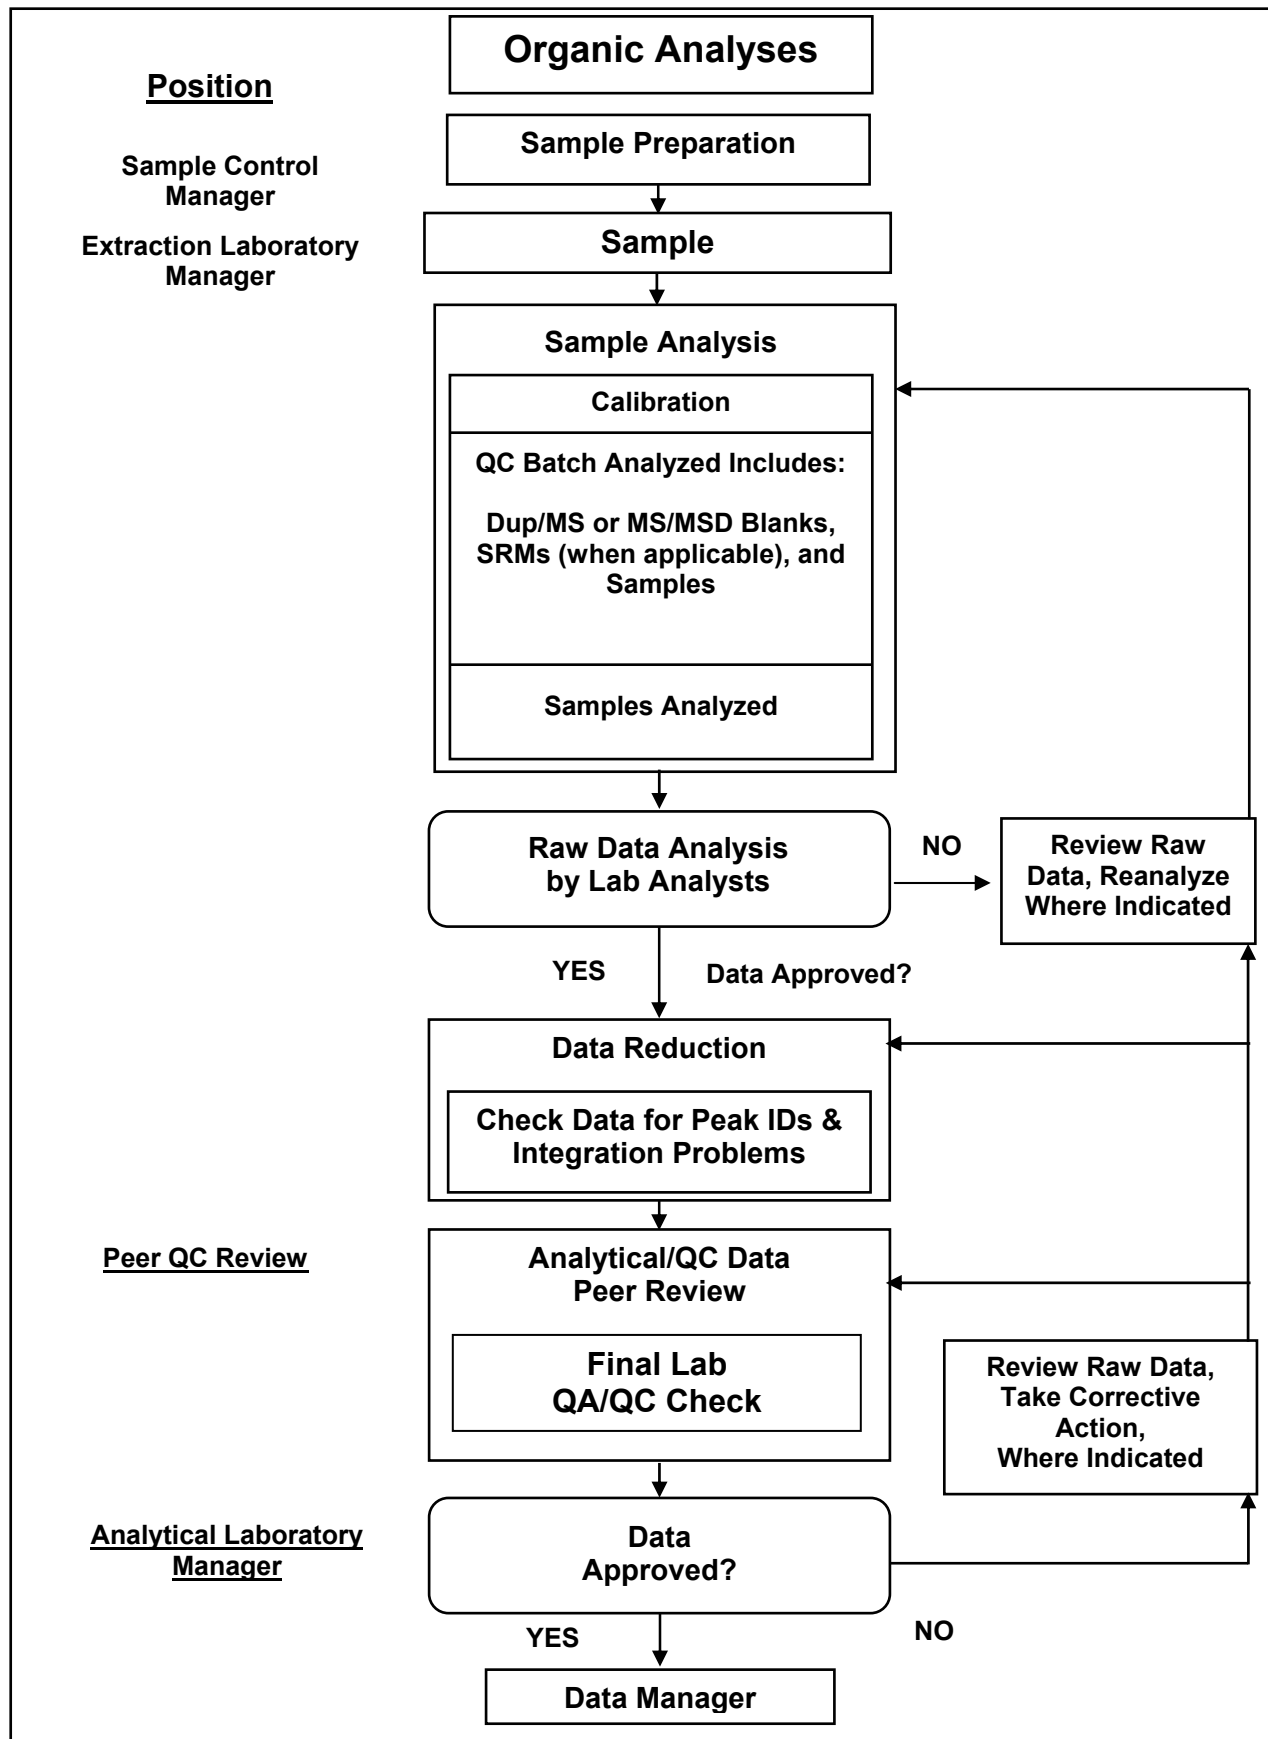 Organic Analyses
Position
Sample Preparation
Sample Control
Manager
Sample
Extraction Laboratory
Manager
Sample Analysis
Calibration
QC Batch Analyzed Includes:
Dup/MS or MS/MSD Blanks,
SRMs (when applicable), and
Samples
Samples Analyzed
Raw Data Analysis
by Lab Analysts
NO
Review Raw
Data, Reanalyze
Where Indicated
YES
Data Approved?
Data Reduction
Check Data for Peak IDs &
Integration Problems
Peer QC Review
Analytical/QC Data
Peer Review
Final Lab
QA/QC Check
Review Raw Data,
Take Corrective
Action,
Where Indicated
Analytical Laboratory
Manager
Data
Approved?
YES
NO
Data Manager